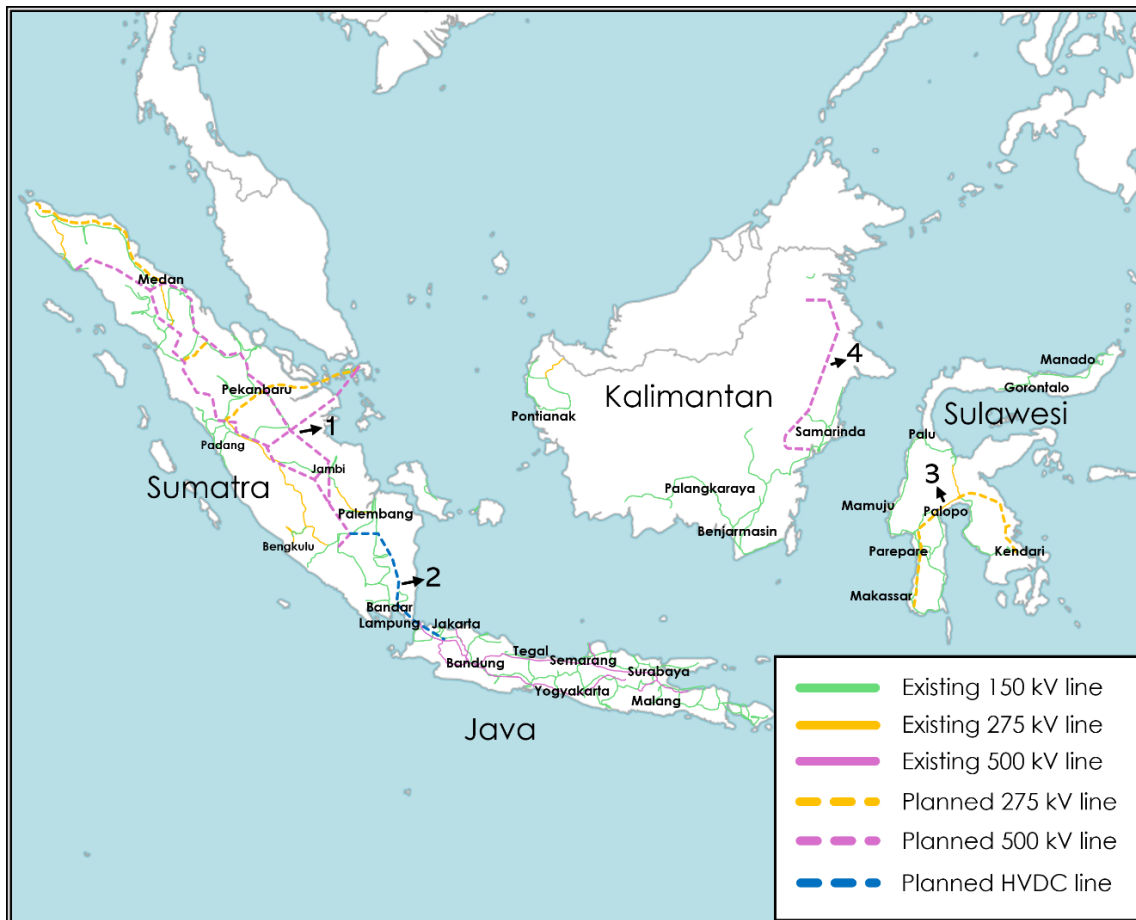 Medan
Pekanbaru
1
Padang
Jambi
Sumatra
Palembang
Bengkulu
2
Bandar
Lampung
Jakarta
Bandung
Tegal
Semarang
Surabaya
Yogyakarta
Malang
Java
4
Kalimantan
Pontianak
Samarinda
Palangkaraya
Benjarmasin
Manado
Gorontalo
Sulawesi
Palu
3
Mamuju
Palopo
Parepare
Kendari
Makassar
Existing 150 kV line
Existing 275 kV line
Existing 500 kV line
Planned 275 kV line
Planned 500 kV line
Planned HVDC line